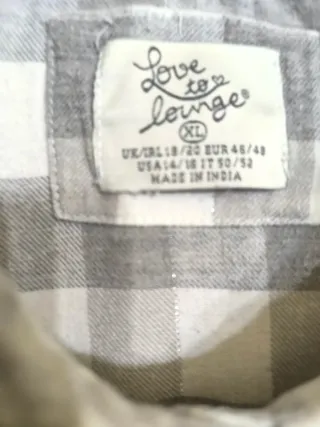 Love
to
lounge®
XL
UK/IRL 18/20 EUR 46/48
USA 14/16 IT 50/52
MADE IN INDIA